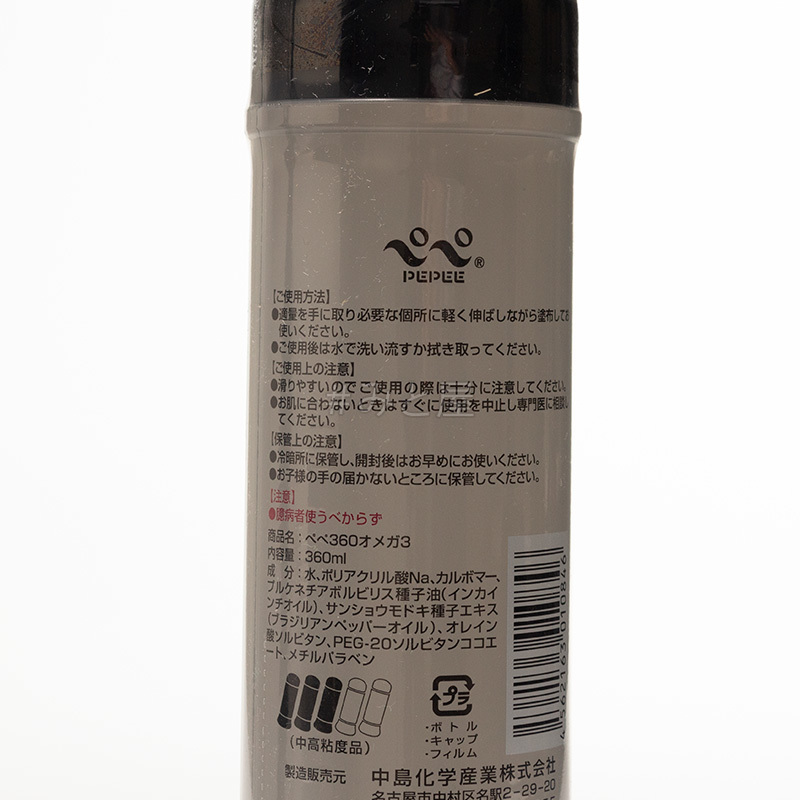 ペペ
PEPEE®
【ご使用方法】
●適量を手に取り必要な個所に軽く伸ばしながら塗布してお
使いください。
●ご使用後は水で洗い流すか拭き取ってください。
【ご使用上の注意】
●滑りやすいのでご使用の際は十分に注意してください。
●お肌に合わないときはすぐに使用を中止し専門医に相談し
てください。
【保管上の注意】
●冷暗所に保管し、開封後はお早めにお使いください。
●お子様の手の届かないところに保管してください。
【注意】
●臆病者使うべからず
商品名：ペペ360オメガ3
内容量：360ml
成　分：水、ポリアクリル酸Na、カルボマー、
プルケネチアボルビリス種子油(インカイ
ンチオイル)、サンショウモドキ種子エキス
(ブラジリアンペッパーオイル)、オレイン
酸ソルビタン、PEG-20ソルビタンココエ
ート、メチルパラベン
(中高粘度品)
プラ
・ボトル
・キャップ
・フィルム
4562163010846
製造販売元
中島化学産業株式会社
名古屋市中村区名駅2-29-20